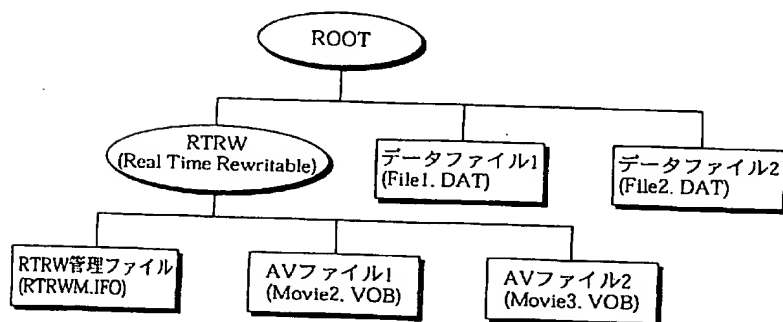 ROOT
RTRW
(Real Time Rewritable)
データファイル1
(File1. DAT)
データファイル2
(File2. DAT)
RTRW管理ファイル
(RTRWM.IFO)
AVファイル1
(Movie2. VOB)
AVファイル2
(Movie3. VOB)